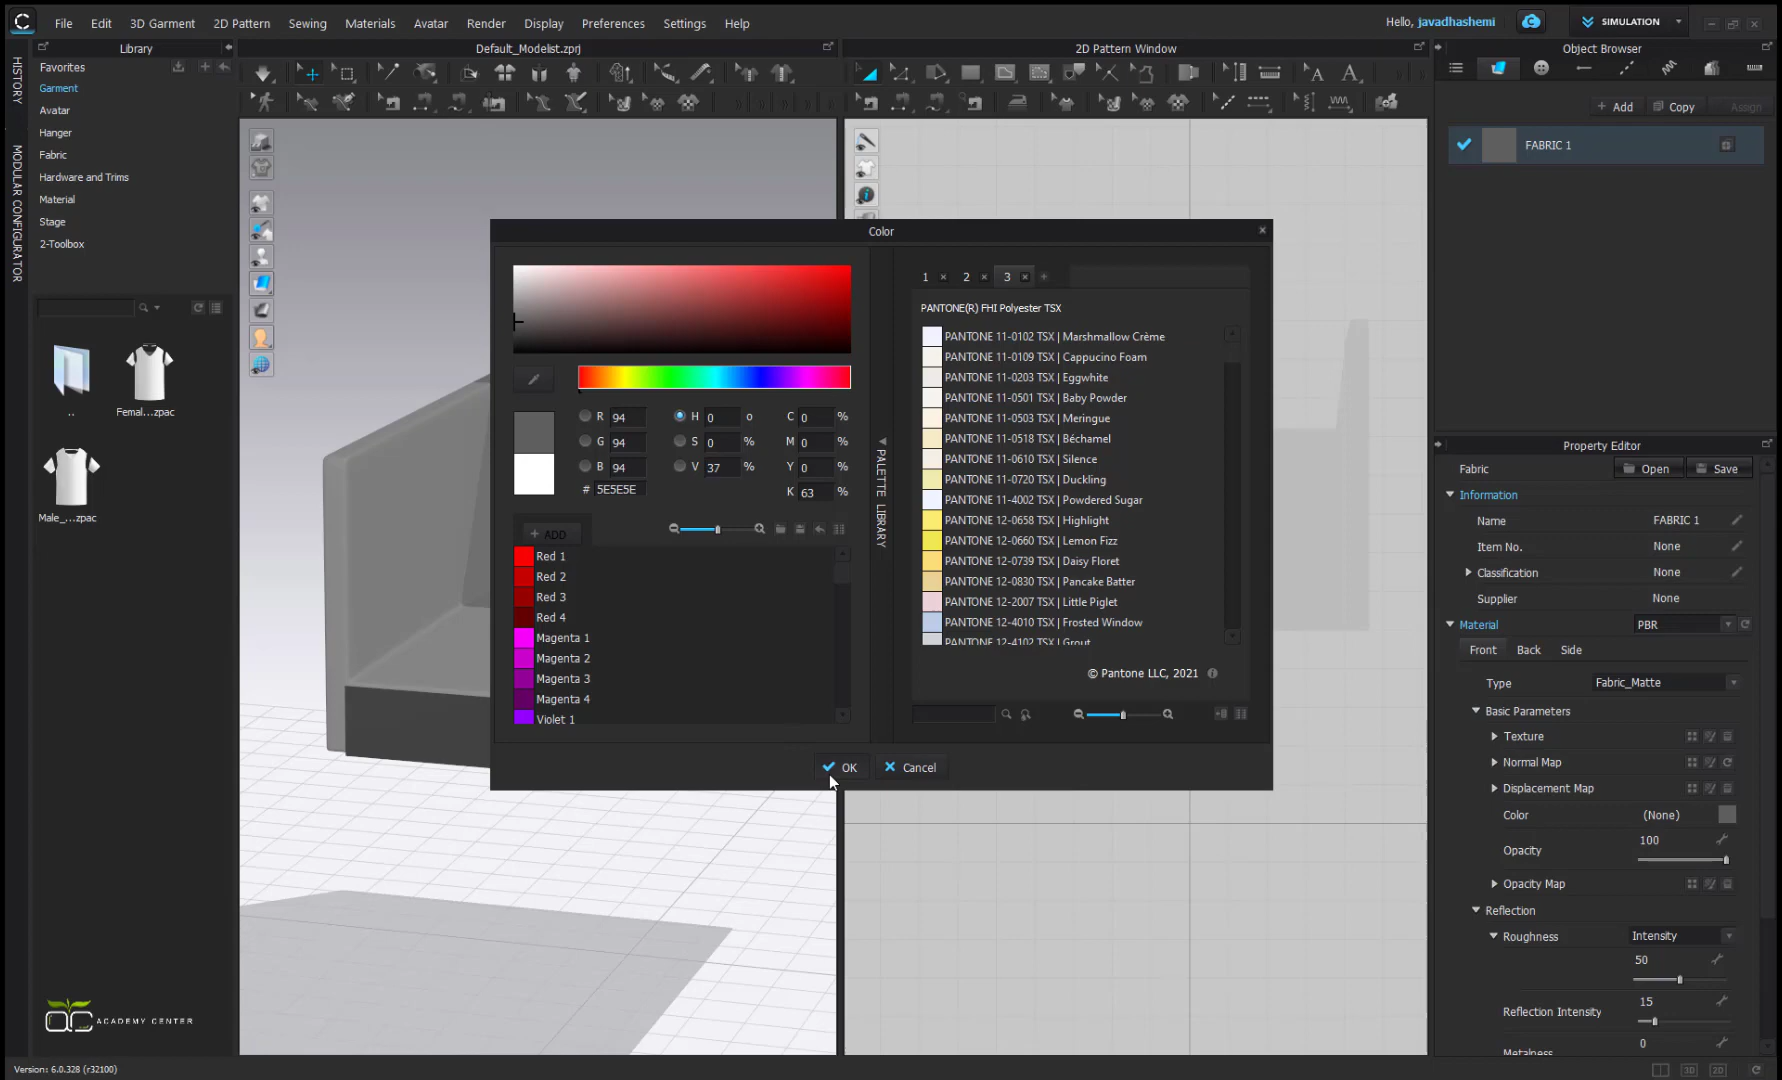 File Edit 3D Garment 2D Pattern Sewing Materials Avatar Render Display Preferences Settings Help
Hello, javadhashemi
SIMULATION
HISTORY
MODULAR CONFIGURATOR
Library
Default_Modelist.zprj
2D Pattern Window
Object Browser
Favorites
Garment
Avatar
Hanger
Fabric
Hardware and Trims
Material
Stage
2-Toolbox
..
Femal...zpac
Male_...zpac
ACADEMY CENTER
+ Add Copy Assign
FABRIC 1
Color
R 94 H 0 o C 0 %
G 94 S 0 % M 0 %
B 94 V 37 % Y 0 %
# 5E5E5E K 63 %
+ ADD
Red 1
Red 2
Red 3
Red 4
Magenta 1
Magenta 2
Magenta 3
Magenta 4
Violet 1
PALETTE LIBRARY
1 2 3
PANTONE(R) FHI Polyester TSX
PANTONE 11-0102 TSX | Marshmallow Crème
PANTONE 11-0109 TSX | Cappucino Foam
PANTONE 11-0203 TSX | Eggwhite
PANTONE 11-0501 TSX | Baby Powder
PANTONE 11-0503 TSX | Meringue
PANTONE 11-0518 TSX | Béchamel
PANTONE 11-0610 TSX | Silence
PANTONE 11-0720 TSX | Duckling
PANTONE 11-4002 TSX | Powdered Sugar
PANTONE 12-0658 TSX | Highlight
PANTONE 12-0660 TSX | Lemon Fizz
PANTONE 12-0739 TSX | Daisy Floret
PANTONE 12-0830 TSX | Pancake Batter
PANTONE 12-2007 TSX | Little Piglet
PANTONE 12-4010 TSX | Frosted Window
PANTONE 12-4102 TSX | Grout
© Pantone LLC, 2021
OK Cancel
Property Editor
Fabric Open Save
Information
Name FABRIC 1
Item No. None
Classification None
Supplier None
Material PBR
Front Back Side
Type Fabric_Matte
Basic Parameters
Texture
Normal Map
Displacement Map
Color (None)
Opacity 100
Opacity Map
Reflection
Roughness Intensity
50
Reflection Intensity 15
Metalness 0
Version: 6.0.328 (r32100)
3D 2D